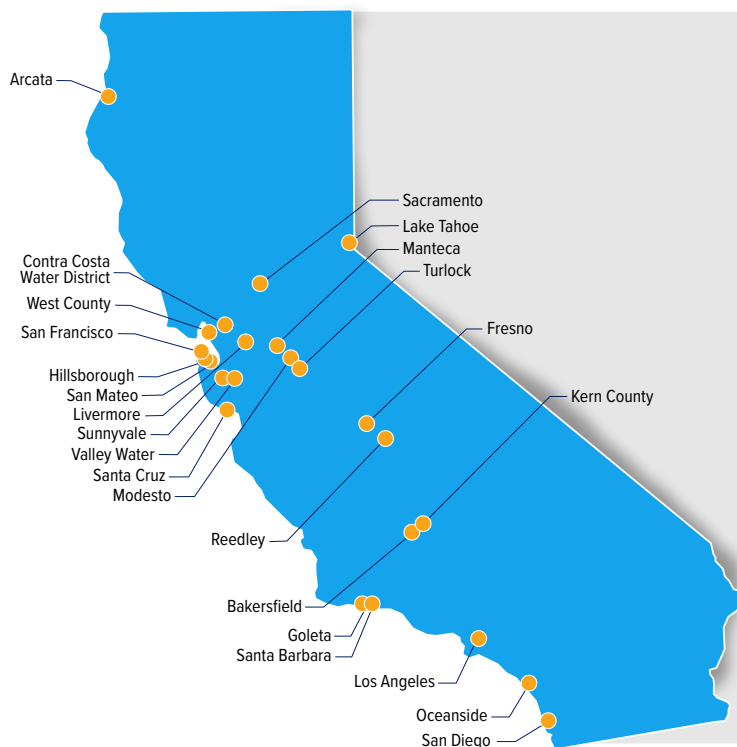 Arcata
Sacramento
Lake Tahoe
Manteca
Turlock
Contra Costa
Water District
West County
San Francisco
Fresno
Hillsborough
San Mateo
Livermore
Sunnyvale
Valley Water
Santa Cruz
Modesto
Kern County
Reedley
Bakersfield
Goleta
Santa Barbara
Los Angeles
Oceanside
San Diego